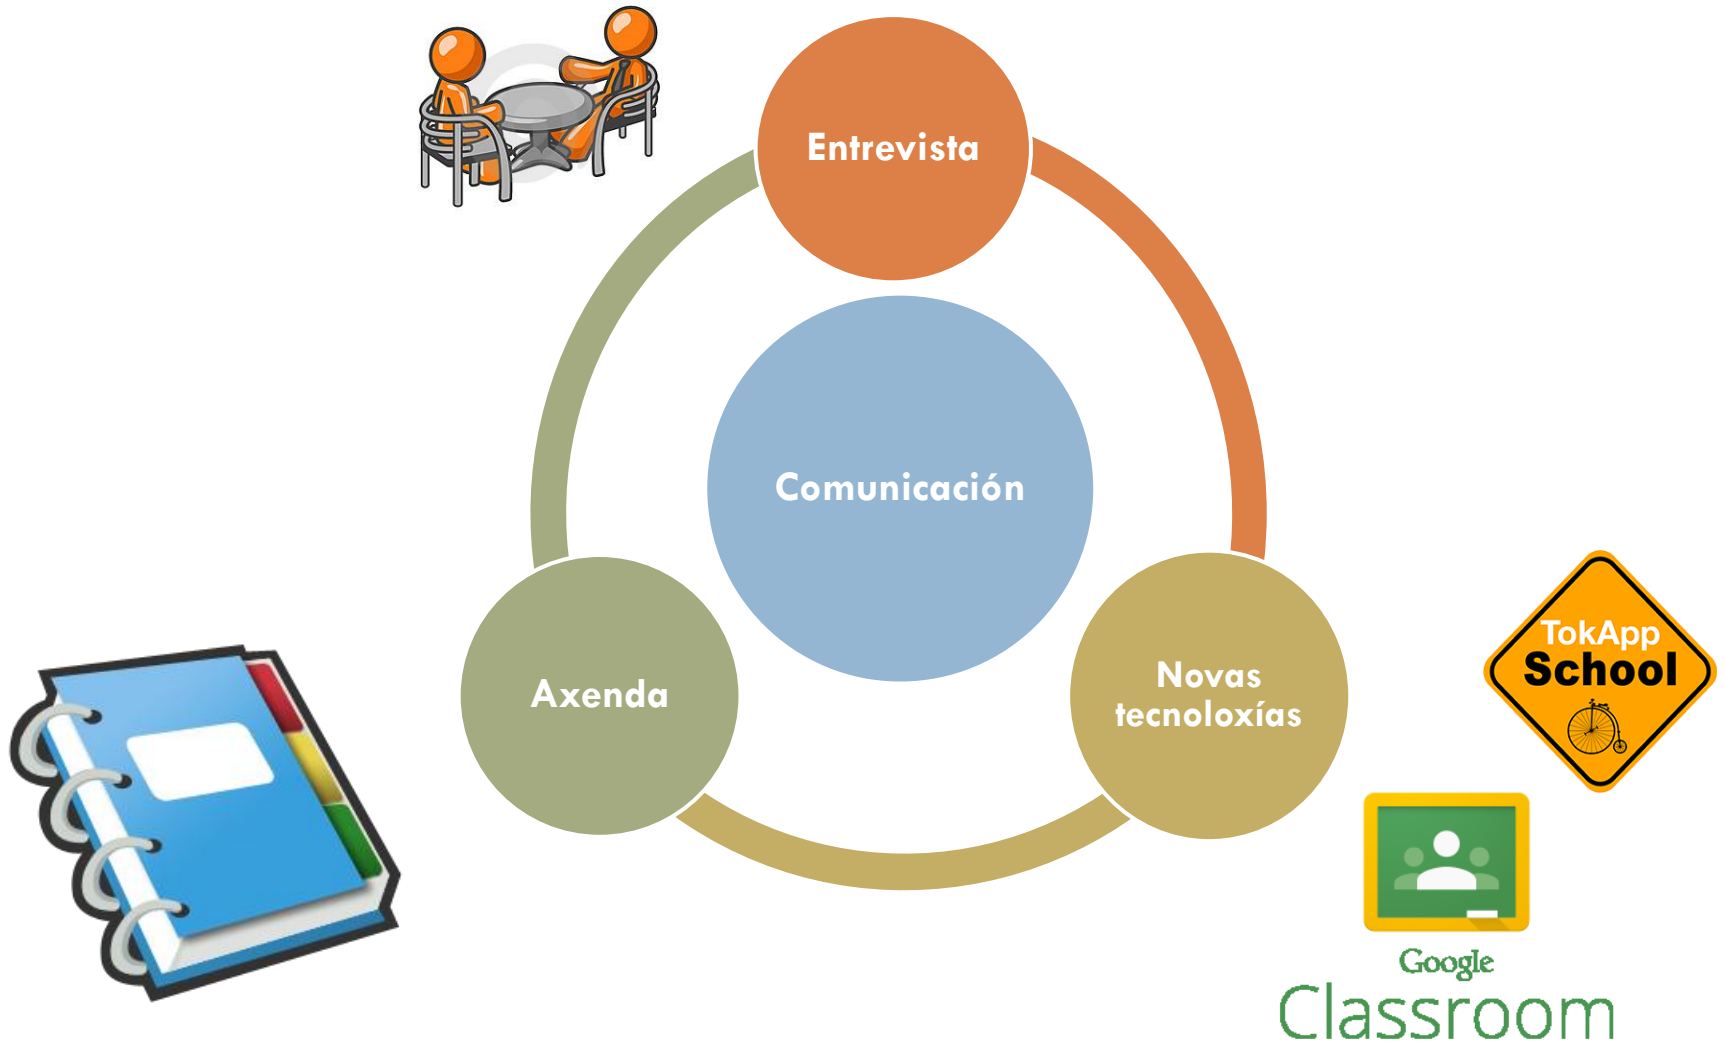 Entrevista
Comunicación
Axenda
Novas
tecnoloxías
TokApp
School
Google
Classroom